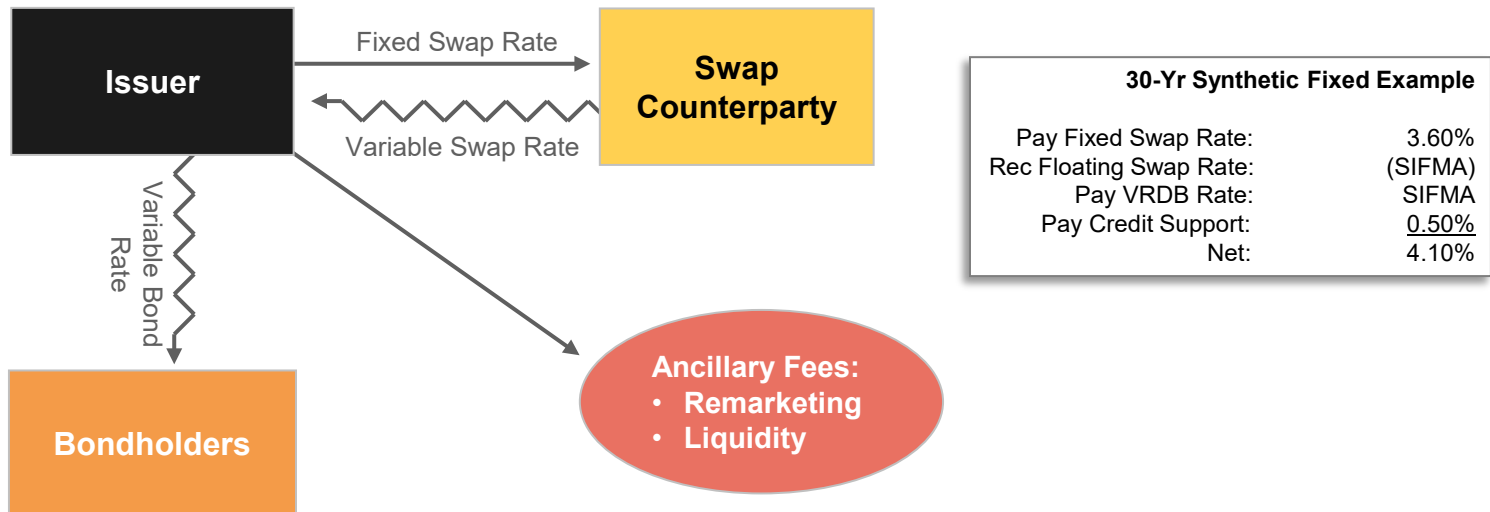 Issuer
Fixed Swap Rate
Swap
Counterparty
Variable Swap Rate
Variable Bond
Rate
Bondholders
Ancillary Fees:
• Remarketing
• Liquidity
30-Yr Synthetic Fixed Example
Pay Fixed Swap Rate: 3.60%
Rec Floating Swap Rate: (SIFMA)
Pay VRDB Rate: SIFMA
Pay Credit Support: 0.50%
Net: 4.10%